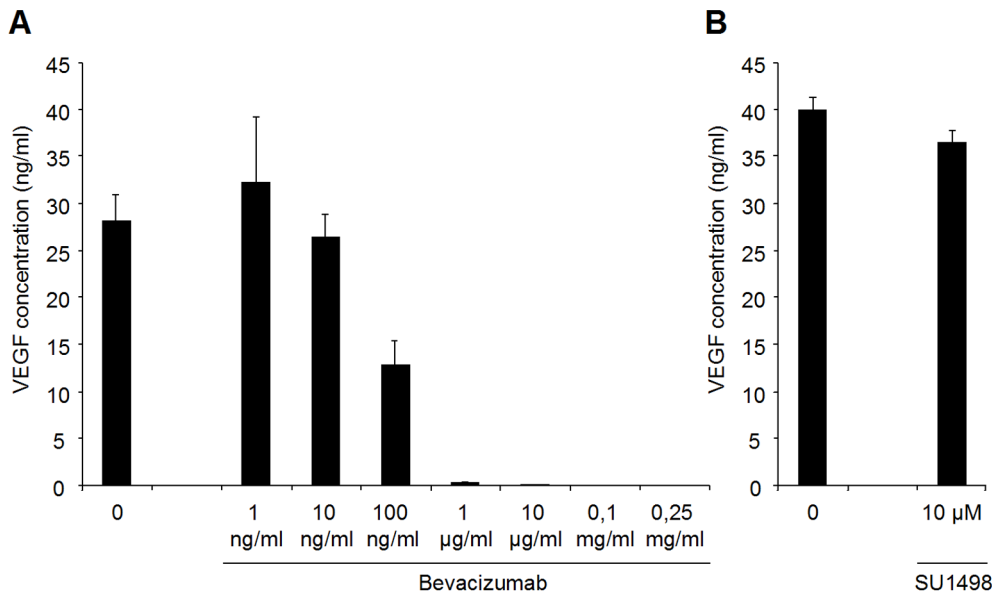 A
VEGF concentration (ng/ml)
45
40
35
30
25
20
15
10
5
0
0
1
ng/ml
10
ng/ml
100
ng/ml
1
µg/ml
10
µg/ml
0,1
mg/ml
0,25
mg/ml
Bevacizumab
B
VEGF concentration (ng/ml)
45
40
35
30
25
20
15
10
5
0
0
10 µM
SU1498